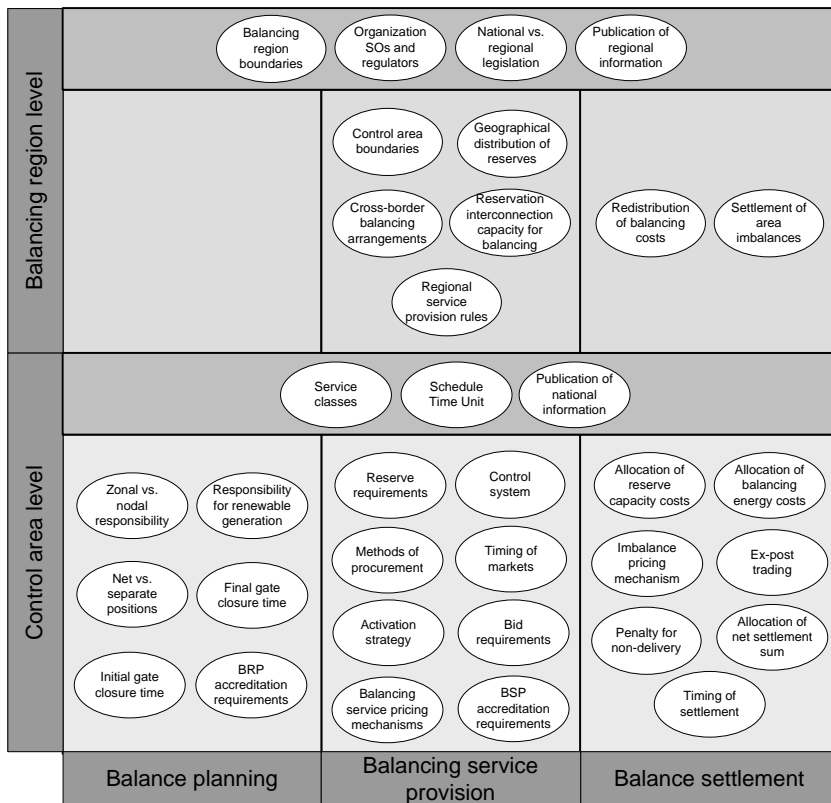 Balancing region level
Balancing
region
boundaries
Organization
SOs and
regulators
National vs.
regional
legislation
Publication of
regional
information
Control area
boundaries
Geographical
distribution of
reserves
Cross-border
balancing
arrangements
Reservation
interconnection
capacity for
balancing
Regional
service
provision rules
Redistribution
of balancing
costs
Settlement of
area
imbalances
Control area level
Service
classes
Schedule
Time Unit
Publication of
national
information
Zonal vs.
nodal
responsibility
Responsibility
for renewable
generation
Net vs.
separate
positions
Final gate
closure time
Initial gate
closure time
BRP
accreditation
requirements
Reserve
requirements
Control
system
Methods of
procurement
Timing of
markets
Activation
strategy
Bid
requirements
Balancing
service pricing
mechanisms
BSP
accreditation
requirements
Allocation of
reserve
capacity costs
Allocation of
balancing
energy costs
Imbalance
pricing
mechanism
Ex-post
trading
Penalty for
non-delivery
Allocation of
net settlement
sum
Timing of
settlement
Balance planning
Balancing service
provision
Balance settlement